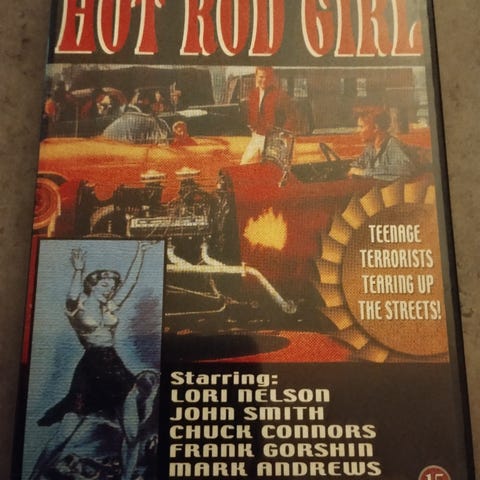 HOT ROD GIRL
TEENAGE
TERRORISTS
TEARING UP
THE STREETS!
Starring:
LORI NELSON
JOHN SMITH
CHUCK CONNORS
FRANK GORSHIN
MARK ANDREWS
15